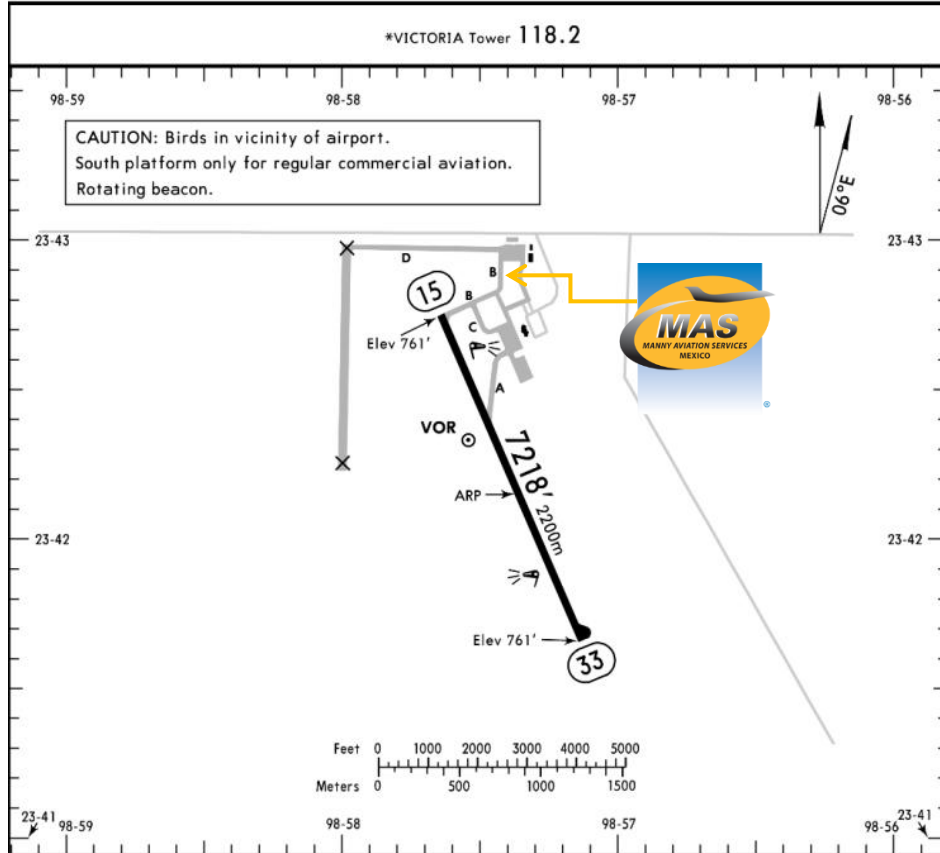 *VICTORIA Tower 118.2
98-59 98-58 98-57 98-56
CAUTION: Birds in vicinity of airport.
South platform only for regular commercial aviation.
Rotating beacon.
06°E
23-43 23-43
D
B
15
B
C
Elev 761'
MAS
MANNY AVIATION SERVICES
MEXICO
®
A
VOR
7218'
2200m
ARP
23-42 23-42
Elev 761'
33
Feet 0 1000 2000 3000 4000 5000
Meters 0 500 1000 1500
23-41 23-41
98-59 98-58 98-57 98-56